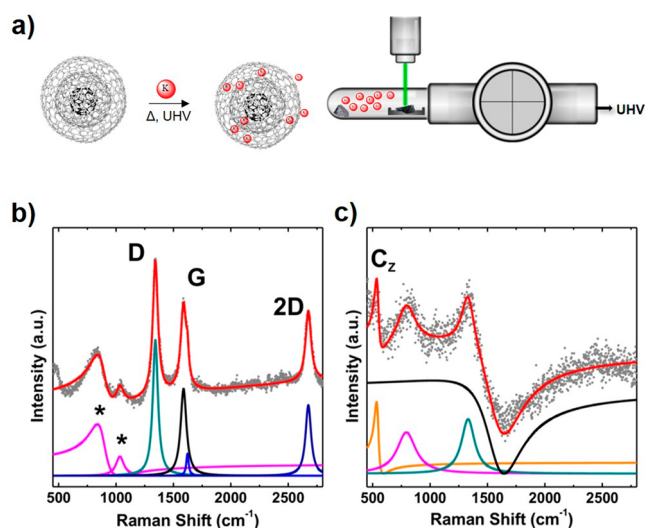 a)
K
Δ, UHV
UHV
b)
c)
D
G
2D
*
*
Intensity (a.u.)
500 1000 1500 2000 2500
Raman Shift (cm⁻¹)
C_Z
Intensity (a.u.)
500 1000 1500 2000 2500
Raman Shift (cm⁻¹)